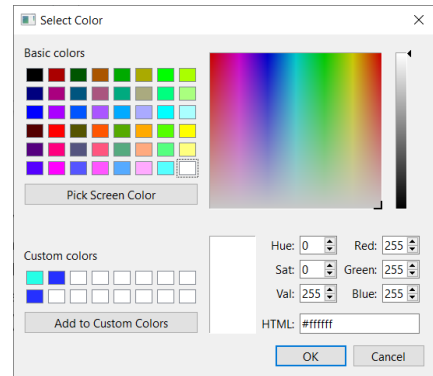 Select Color
Basic colors
Pick Screen Color
Custom colors
Add to Custom Colors
Hue: 0 Red: 255
Sat: 0 Green: 255
Val: 255 Blue: 255
HTML: #ffffff
OK Cancel